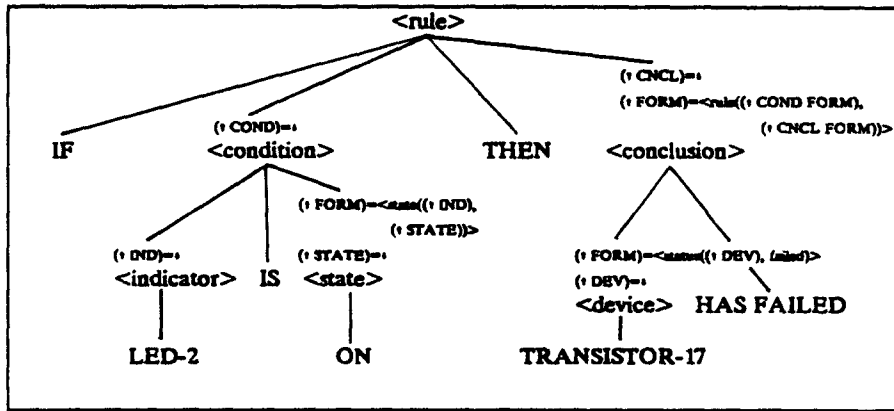 <rule>
(↑ CNCL)=↓
(↑ FORM)=<rule((↑ COND FORM),
(↑ CNCL FORM))>
IF
(↑ COND)=↓
<condition>
THEN
<conclusion>
(↑ FORM)=<state((↑ IND),
(↑ STATE))>
(↑ IND)=↓
<indicator>
IS
(↑ STATE)=↓
<state>
(↑ FORM)=<status((↑ DEV), failed)>
(↑ DEV)=↓
<device>
HAS FAILED
LED-2
ON
TRANSISTOR-17